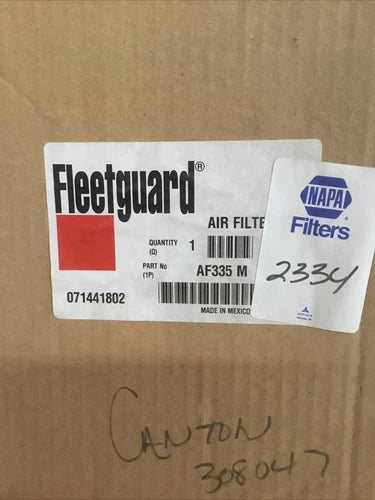 Fleetguard®
AIR FILTE
QUANTITY 1
(Q)
PART No AF335 M
(1P)
071441802
MADE IN MEXICO
NAPA
Filters
2334
CANTON
308047